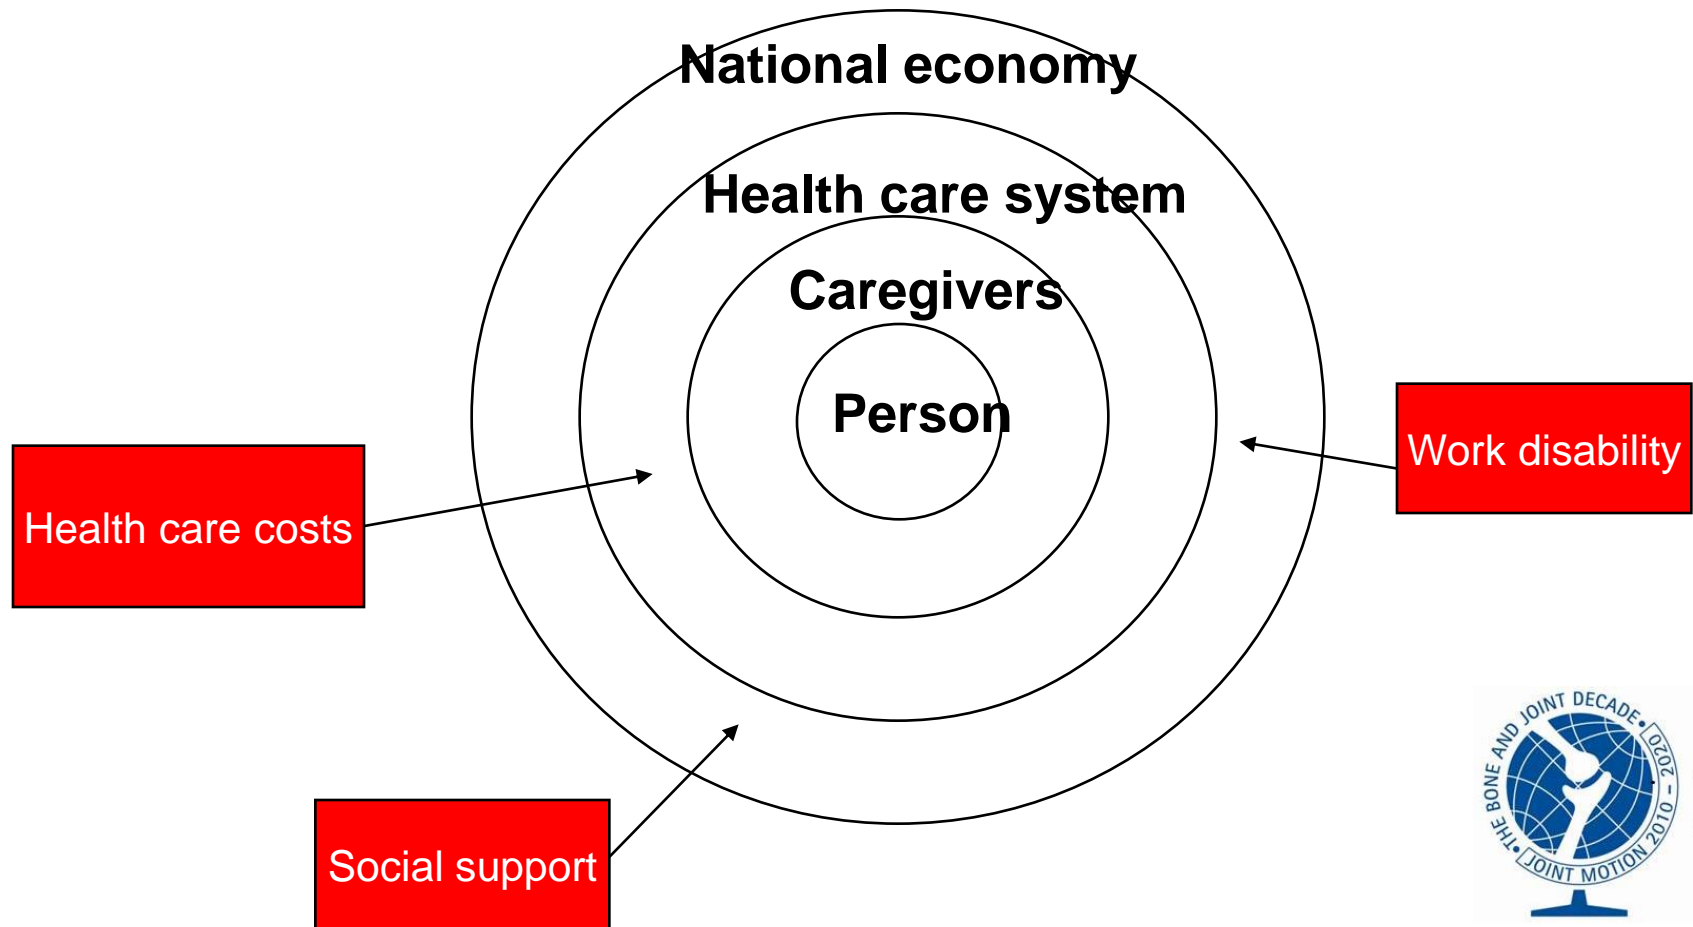 National economy
Health care system
Caregivers
Person
Work disability
Health care costs
Social support
•THE BONE AND JOINT DECADE•
JOINT MOTION 2010 – 2020